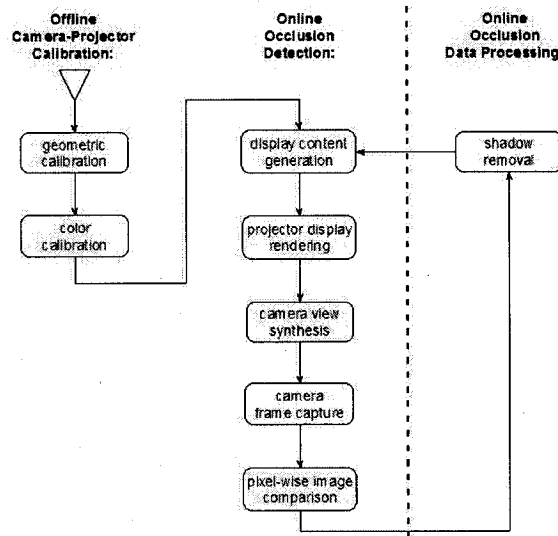 Offline
Camera-Projector
Calibration:
Online
Occlusion
Detection:
Online
Occlusion
Data Processing:
geometric
calibration
color
calibration
display content
generation
projector display
rendering
camera view
synthesis
camera
frame capture
pixel-wise image
comparison
shadow
removal